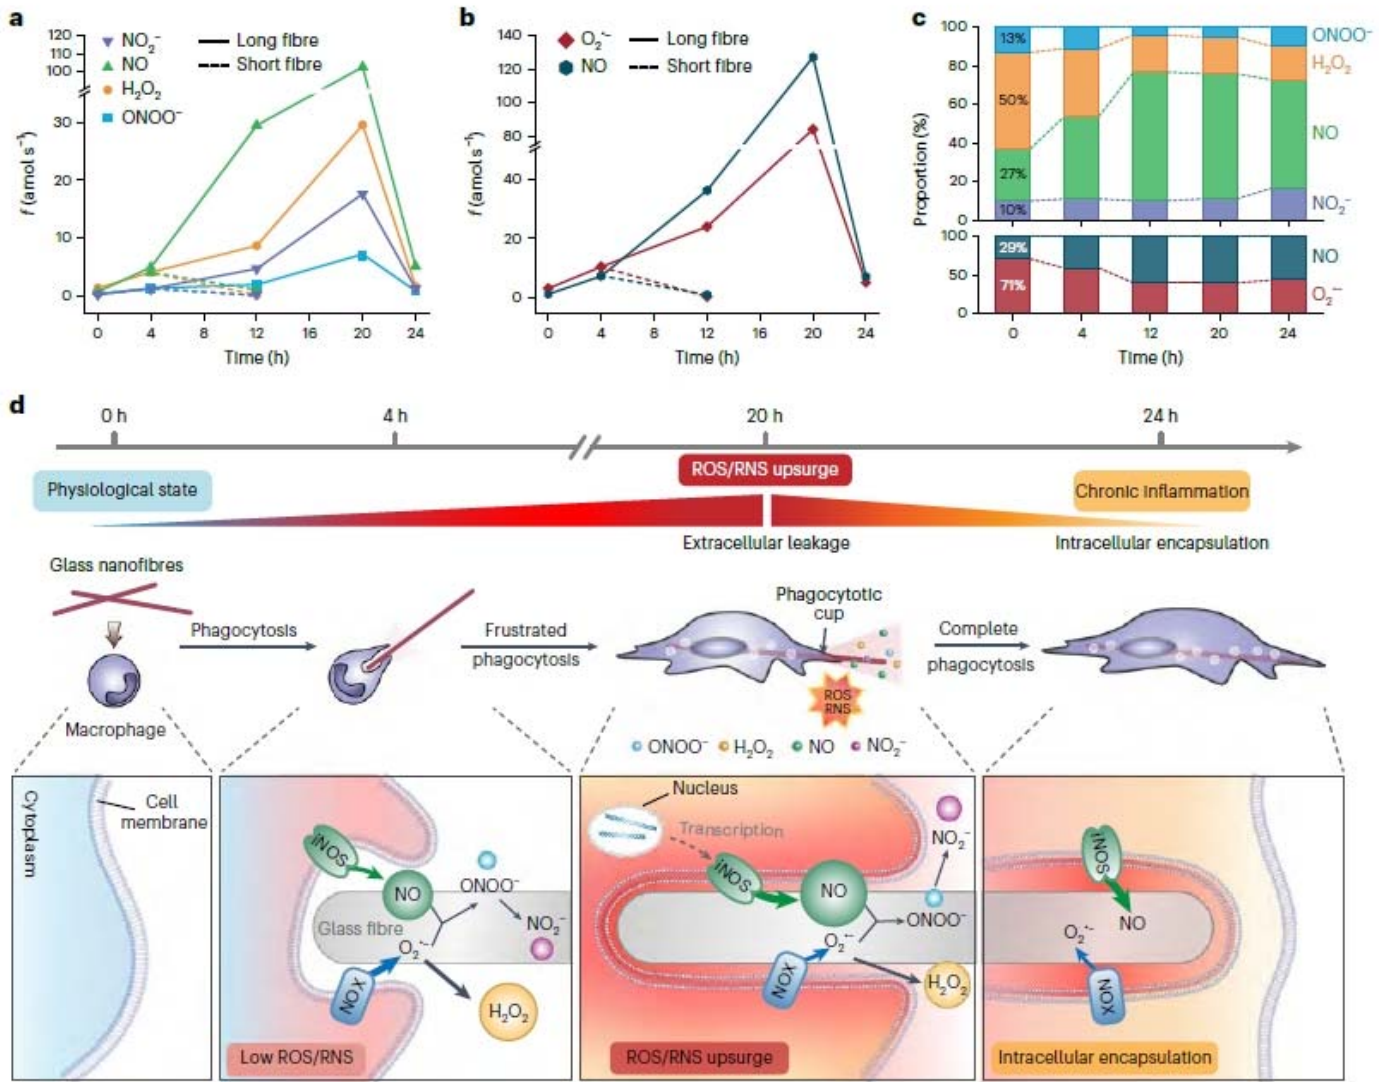 a
120
110
100
30
20
10
0
f (amol s⁻¹)
NO₂⁻
NO
H₂O₂
ONOO⁻
Long fibre
Short fibre
0 4 8 12 16 20 24
Time (h)
b
140
120
100
80
40
20
0
f (amol s⁻¹)
O₂•⁻
NO
Long fibre
Short fibre
0 4 8 12 16 20 24
Time (h)
c
100
80
60
40
20
0
100
50
0
Proportion (%)
13%
50%
27%
10%
29%
71%
ONOO⁻
H₂O₂
NO
NO₂⁻
NO
O₂•⁻
0 4 12 20 24
Time (h)
d
0 h 4 h 20 h 24 h
Physiological state
ROS/RNS upsurge
Chronic inflammation
Extracellular leakage
Intracellular encapsulation
Glass nanofibres
Phagocytosis
Frustrated
phagocytosis
Phagocytotic
cup
Complete
phagocytosis
ROS
RNS
Macrophage
ONOO⁻ H₂O₂ NO NO₂⁻
Cytoplasm
Cell
membrane
iNOS
NO
ONOO⁻
NO₂⁻
Glass fibre
O₂•⁻
NOX
H₂O₂
Low ROS/RNS
Nucleus
Transcription
iNOS
NO
NO₂⁻
ONOO⁻
O₂•⁻
NOX
H₂O₂
ROS/RNS upsurge
iNOS
NO
O₂•⁻
NOX
Intracellular encapsulation